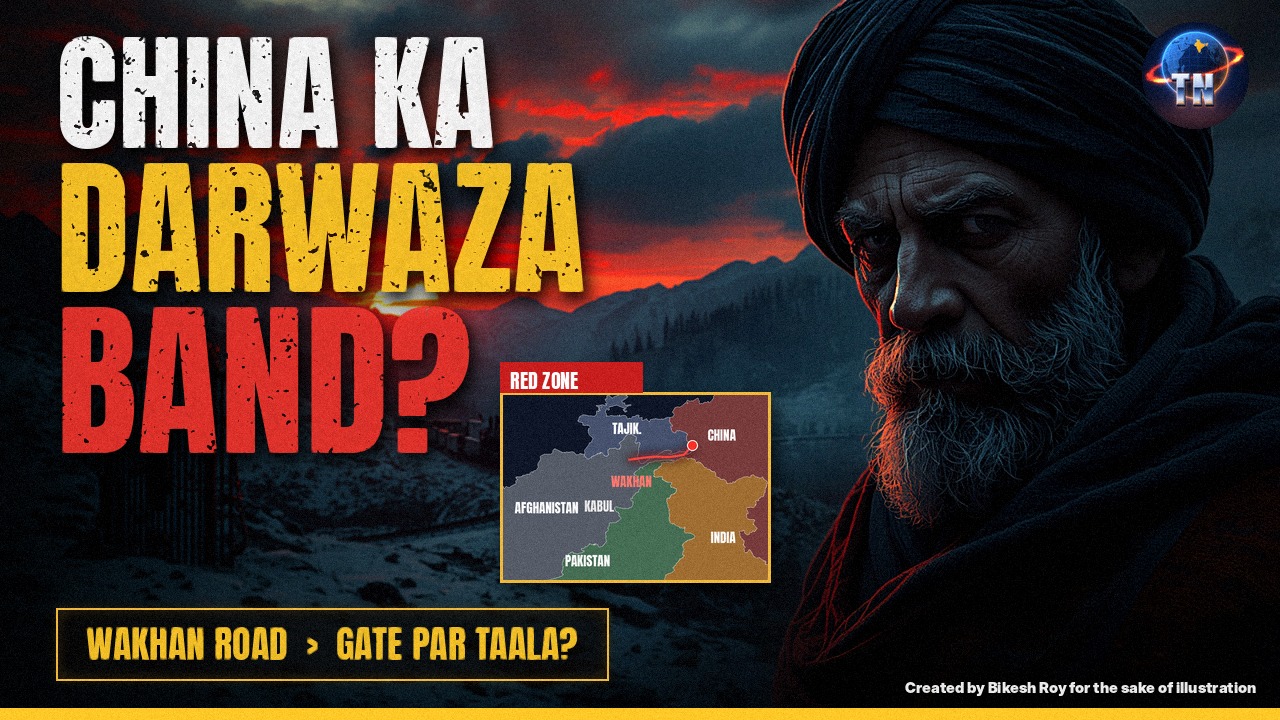 CHINA KA
DARWAZA
BAND?
TN
RED ZONE
TAJIK.
CHINA
WAKHAN
AFGHANISTAN KABUL
INDIA
PAKISTAN
WAKHAN ROAD > GATE PAR TAALA?
Created by Bikesh Roy for the sake of illustration